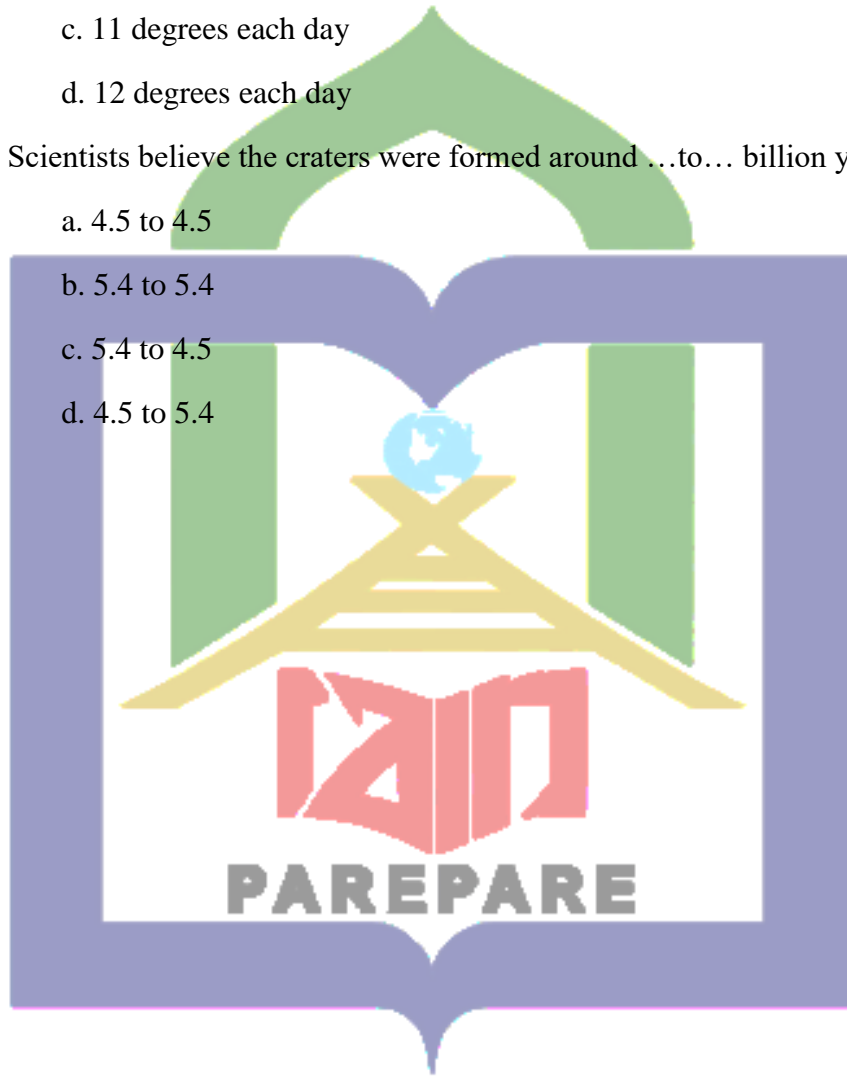 c. 11 degrees each day
d. 12 degrees each day
Scientists believe the craters were formed around …to… billion y
a. 4.5 to 4.5
b. 5.4 to 5.4
c. 5.4 to 4.5
d. 4.5 to 5.4
iain
PAREPARE